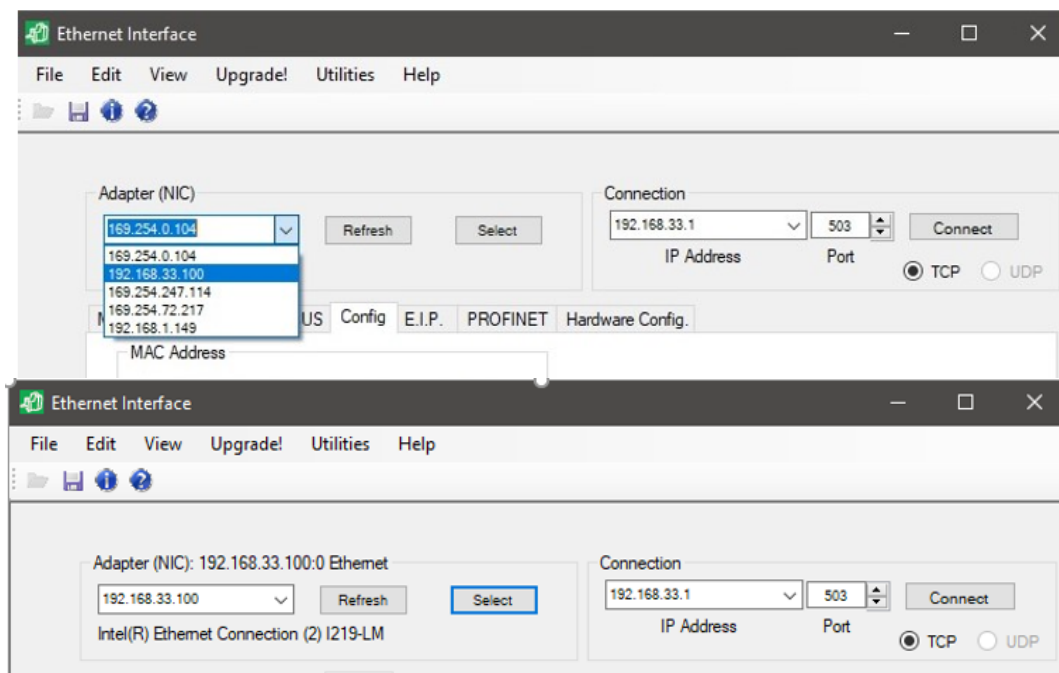 Ethernet Interface
File Edit View Upgrade! Utilities Help
Adapter (NIC)
169.254.0.104
Refresh
Select
169.254.0.104
192.168.33.100
169.254.247.114
169.254.72.217
192.168.1.149
Connection
192.168.33.1
503
Connect
IP Address
Port
TCP
UDP
US Config E.I.P. PROFINET Hardware Config.
MAC Address
Ethernet Interface
File Edit View Upgrade! Utilities Help
Adapter (NIC): 192.168.33.100:0 Ethernet
192.168.33.100
Refresh
Select
Intel(R) Ethernet Connection (2) I219-LM
Connection
192.168.33.1
503
Connect
IP Address
Port
TCP
UDP